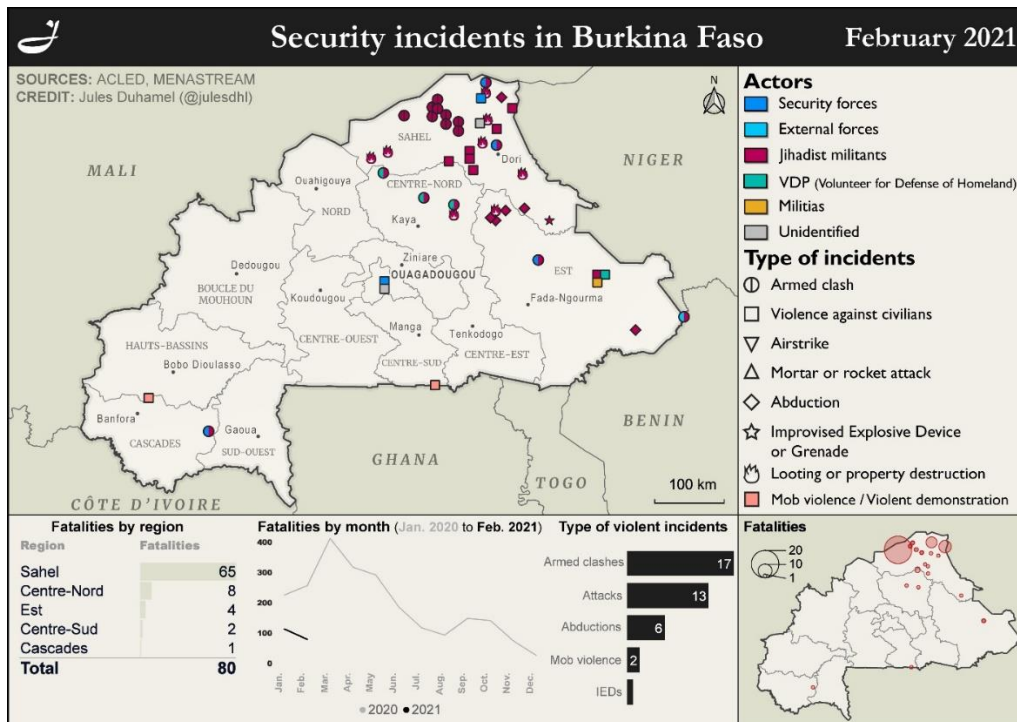 Security incidents in Burkina Faso
February 2021
SOURCES: ACLED, MENASTREAM
CREDIT: Jules Duhamel (@julesdhl)
N
MALI
NIGER
SAHEL
Dori
Ouahigouya
CENTRE-NORD
NORD
Kaya
Ziniare
OUAGADOUGOU
EST
Dedougou
BOUCLE DU
MOUHOUN
Koudougou
Fada-Ngourma
Manga
Tenkodogo
CENTRE-OUEST
HAUTS-BASSINS
CENTRE-SUD
CENTRE-EST
Bobo Dioulasso
Banfora
Gaoua
CASCADES
SUD-OUEST
BENIN
GHANA
TOGO
CÔTE D'IVOIRE
100 km
Actors
Security forces
External forces
Jihadist militants
VDP (Volunteer for Defense of Homeland)
Militias
Unidentified
Type of incidents
Armed clash
Violence against civilians
Airstrike
Mortar or rocket attack
Abduction
Improvised Explosive Device
or Grenade
Looting or property destruction
Mob violence / Violent demonstration
Fatalities by region
Region Fatalities
Sahel 65
Centre-Nord 8
Est 4
Centre-Sud 2
Cascades 1
Total 80
Fatalities by month (Jan. 2020 to Feb. 2021)
400
300
200
100
000
Jan.
Feb.
Mar.
Apr.
May
Jun.
Jul.
Aug.
Sep.
Oct.
Nov.
Dec.
2020 2021
Type of violent incidents
Armed clashes 17
Attacks 13
Abductions 6
Mob violence 2
IEDs
Fatalities
20
10
1